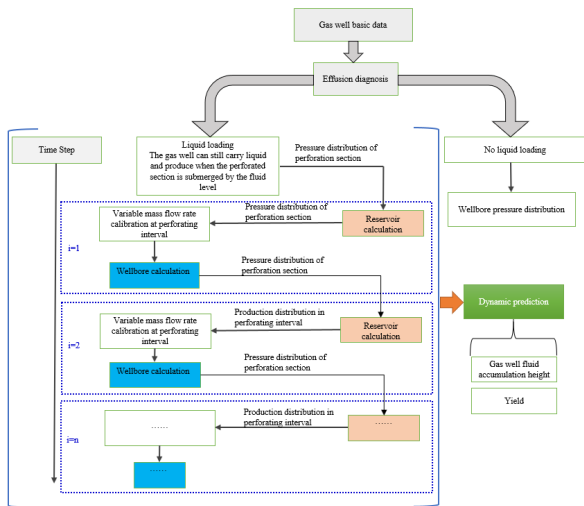 Gas well basic data
Effusion diagnosis
Time Step
Liquid loading
The gas well can still carry liquid
and produce when the perforated
section is submerged by the fluid
level
Pressure distribution of
perforation section
No liquid loading
Wellbore pressure distribution
i=1
Variable mass flow rate
calibration at perforating
interval
Pressure distribution of
perforation section
Reservoir
calculation
Wellbore calculation
Pressure distribution of
perforation section
i=2
Variable mass flow rate
calibration at perforating
interval
Production distribution in
perforating interval
Reservoir
calculation
Wellbore calculation
Pressure distribution of
perforation section
i=n
……
Production distribution in
perforating interval
……
……
Dynamic prediction
Gas well fluid
accumulation height
Yield